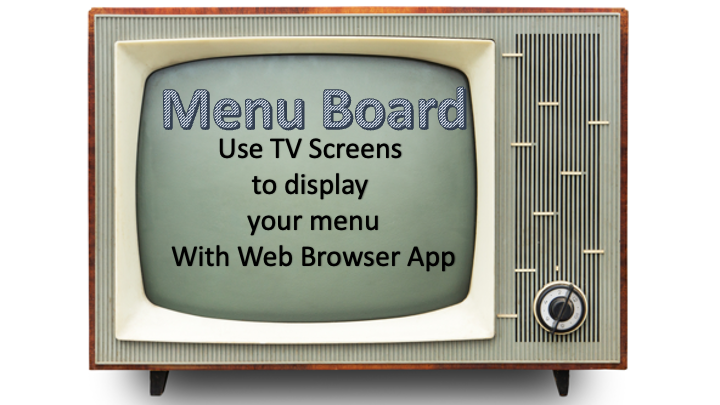 Menu Board
Use TV Screens
to display
your menu
With Web Browser App